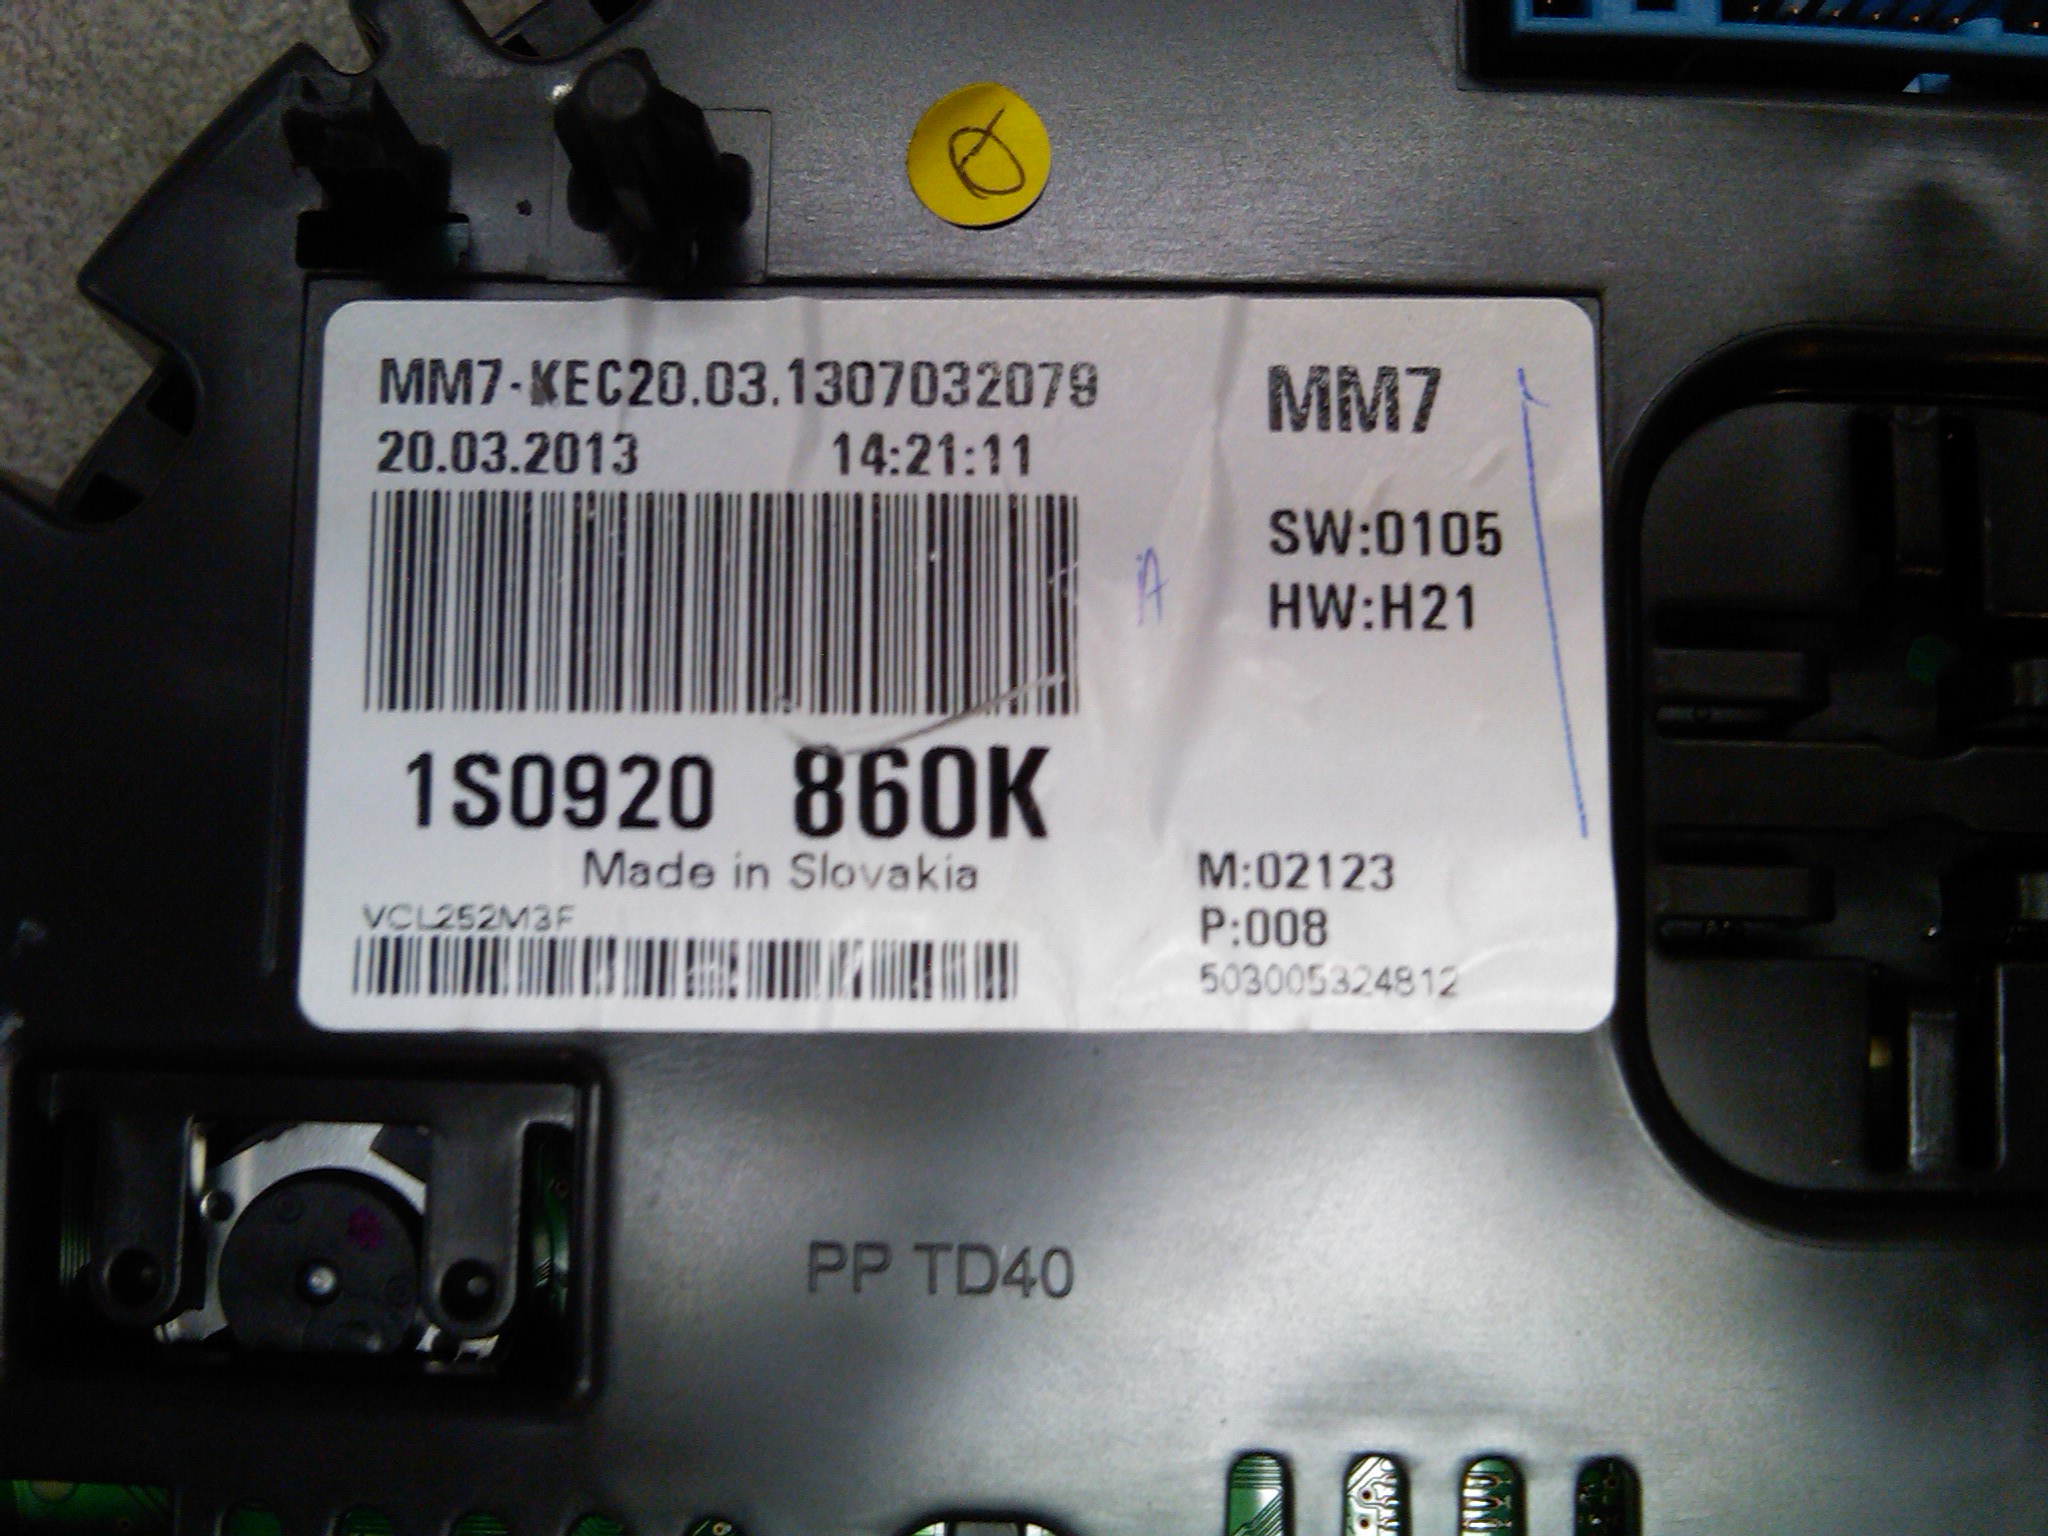 MM7-KEC20.03.1307032079
20.03.2013 14:21:11
MM7
SW:0105
HW:H21
A
1S0920 860K
Made in Slovakia
VCL252M3F
M:02123
P:008
503005324812
PP TD40